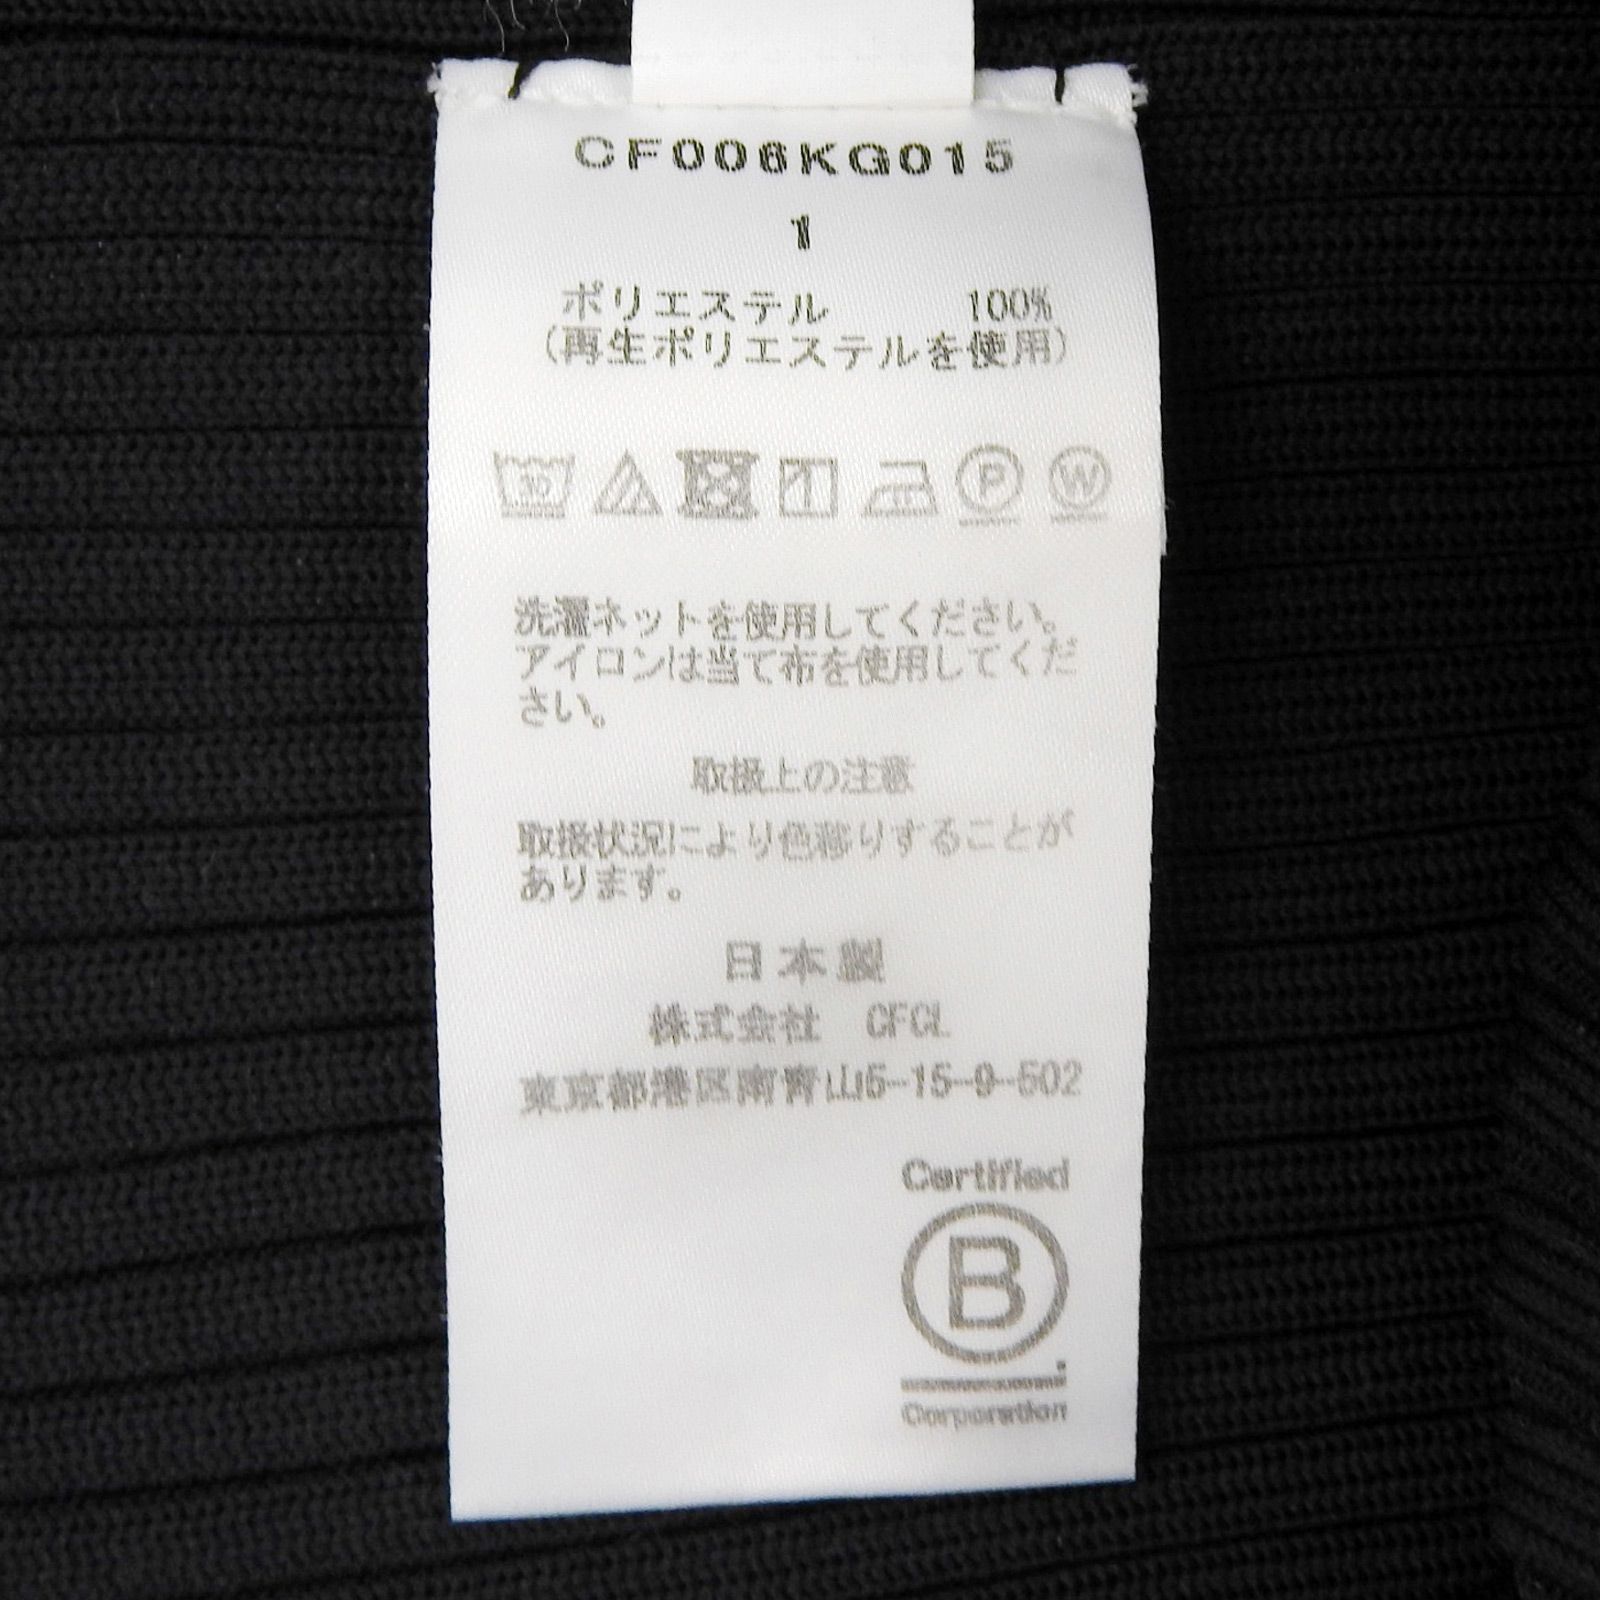 CF006KG015
1
ポリエステル 100%
(再生ポリエステルを使用)
30
P W
洗濯ネットを使用してください。
アイロンは当て布を使用してくだ
さい。
取扱上の注意
取扱状況により色移りすることが
あります。
日本製
株式会社 CFCL
東京都港区南青山5-15-9-502
Certified
B
Corporation